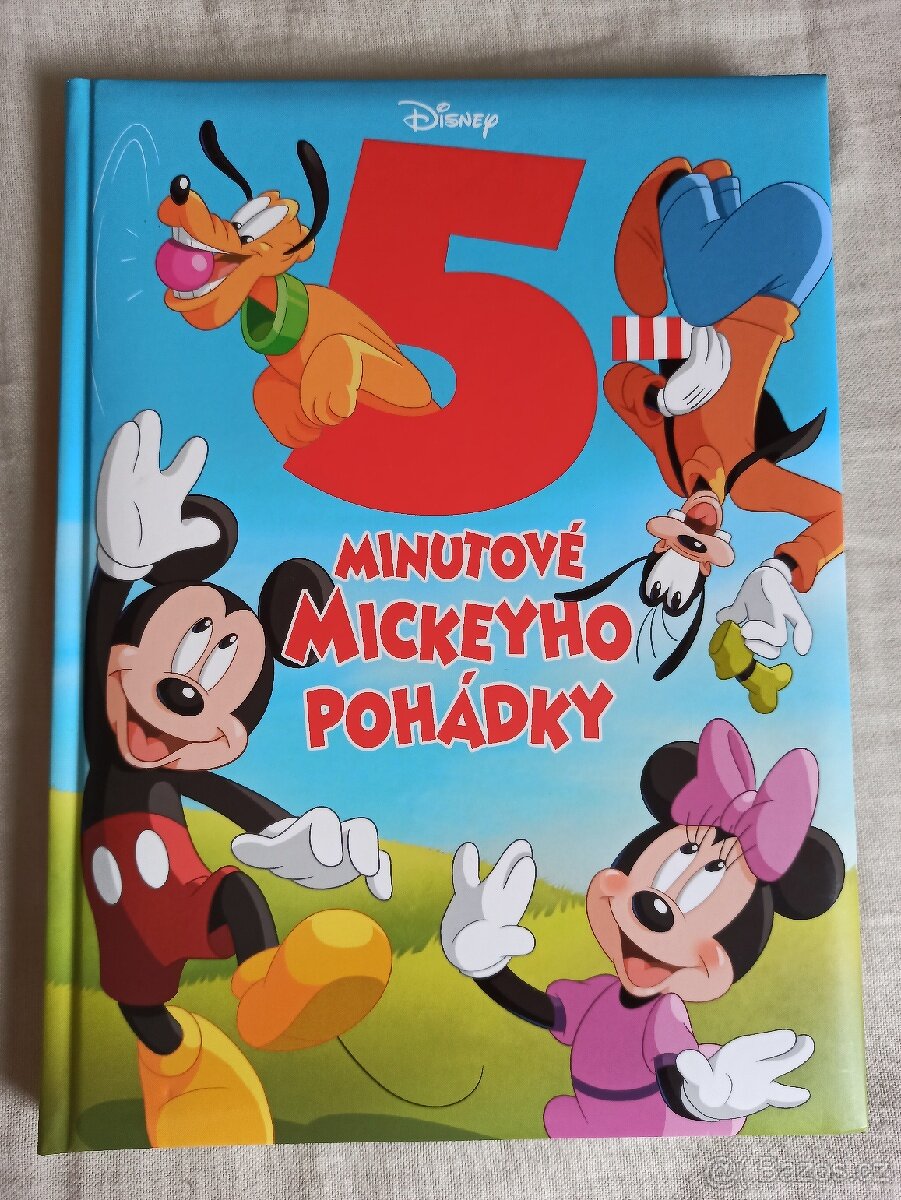 Disney
5
MINUTOVÉ
MICKEYHO
POHÁDKY
Bazos.cz